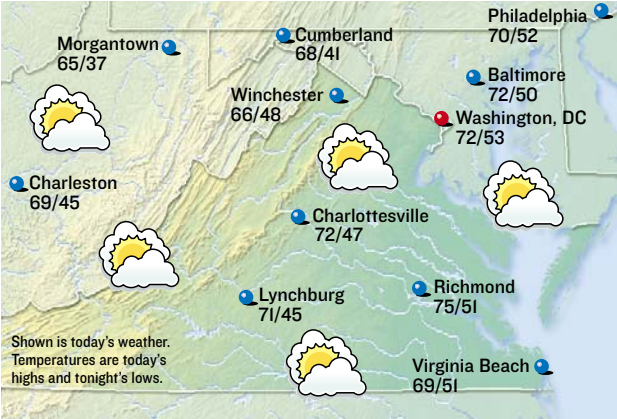 Philadelphia
70/52
Cumberland
68/41
Morgantown
65/37
Baltimore
72/50
Winchester
66/48
Washington, DC
72/53
Charleston
69/45
Charlottesville
72/47
Richmond
75/51
Lynchburg
71/45
Shown is today's weather.
Temperatures are today's
highs and tonight's lows.
Virginia Beach
69/51